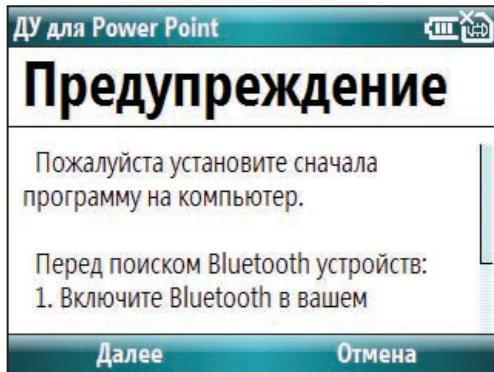 ДУ для Power Point
Предупреждение
Пожалуйста установите сначала
программу на компьютер.
Перед поиском Bluetooth устройств:
1. Включите Bluetooth в вашем
Далее Отмена